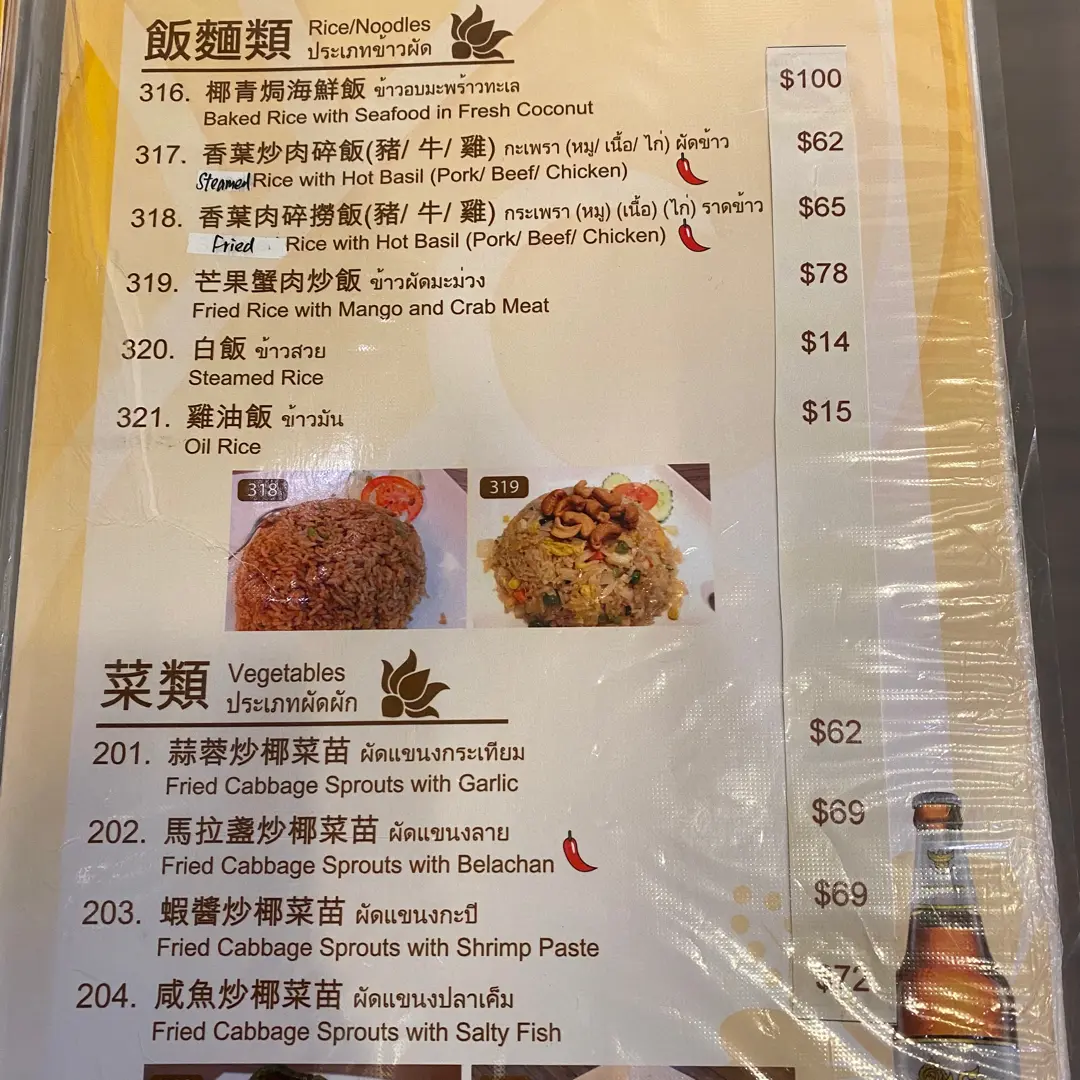 飯麵類 Rice/Noodles
ประเภทข้าวผัด
316. 椰青焗海鮮飯 ข้าวอบมะพร้าวทะเล $100
Baked Rice with Seafood in Fresh Coconut
317. 香葉炒肉碎飯(豬/ 牛/ 雞) กะเพรา (หมู/ เนื้อ/ ไก่) ผัดข้าว $62
Steamed Rice with Hot Basil (Pork/ Beef/ Chicken)
318. 香葉肉碎撈飯(豬/ 牛/ 雞) กระเพรา (หมู) (เนื้อ) (ไก่) ราดข้าว $65
Fried Rice with Hot Basil (Pork/ Beef/ Chicken)
319. 芒果蟹肉炒飯 ข้าวผัดมะม่วง $78
Fried Rice with Mango and Crab Meat
320. 白飯 ข้าวสวย $14
Steamed Rice
321. 雞油飯 ข้าวมัน $15
Oil Rice
318 319
菜類 Vegetables
ประเภทผัดผัก
201. 蒜蓉炒椰菜苗 ผัดแขนงกระเทียม $62
Fried Cabbage Sprouts with Garlic
202. 馬拉盞炒椰菜苗 ผัดแขนงลาย $69
Fried Cabbage Sprouts with Belachan
203. 蝦醬炒椰菜苗 ผัดแขนงกะปี $69
Fried Cabbage Sprouts with Shrimp Paste
204. 咸魚炒椰菜苗 ผัดแขนงปลาเค็ม $72
Fried Cabbage Sprouts with Salty Fish